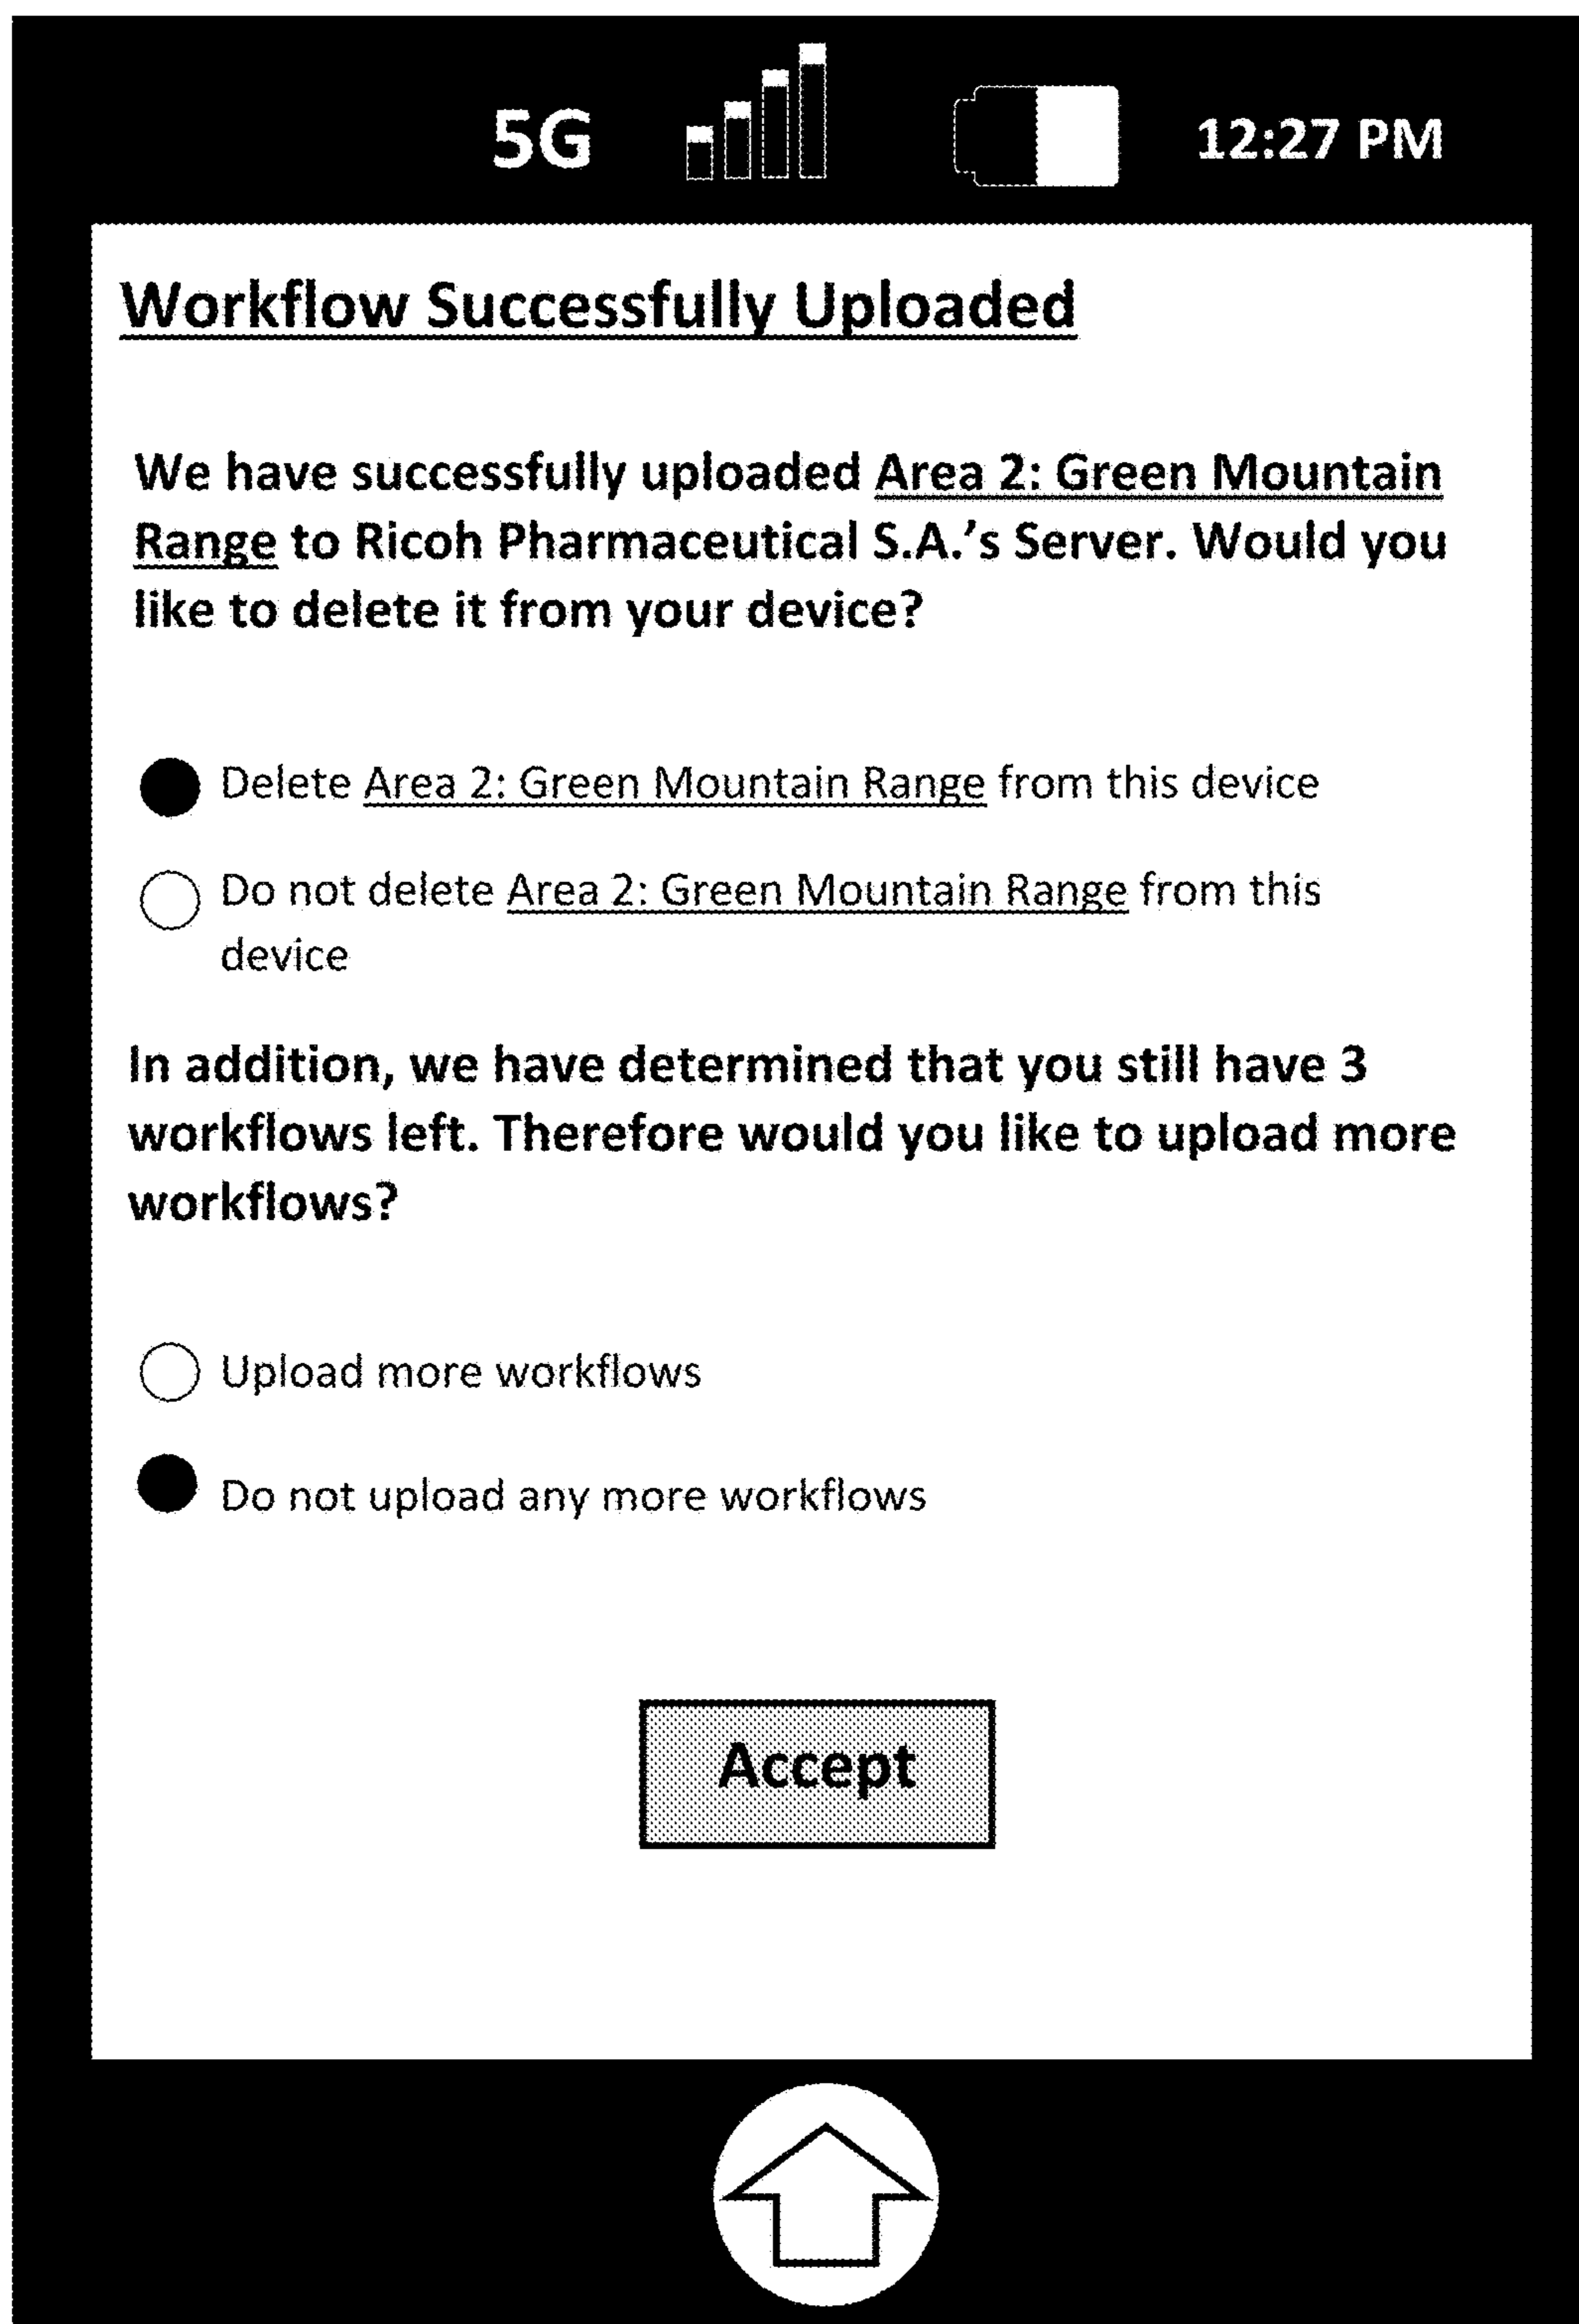 5G 12:27 PM
Workflow Successfully Uploaded
We have successfully uploaded Area 2: Green Mountain
Range to Ricoh Pharmaceutical S.A.’s Server. Would you
like to delete it from your device?
Delete Area 2: Green Mountain Range from this device
Do not delete Area 2: Green Mountain Range from this
device
In addition, we have determined that you still have 3
workflows left. Therefore would you like to upload more
workflows?
Upload more workflows
Do not upload any more workflows
Accept